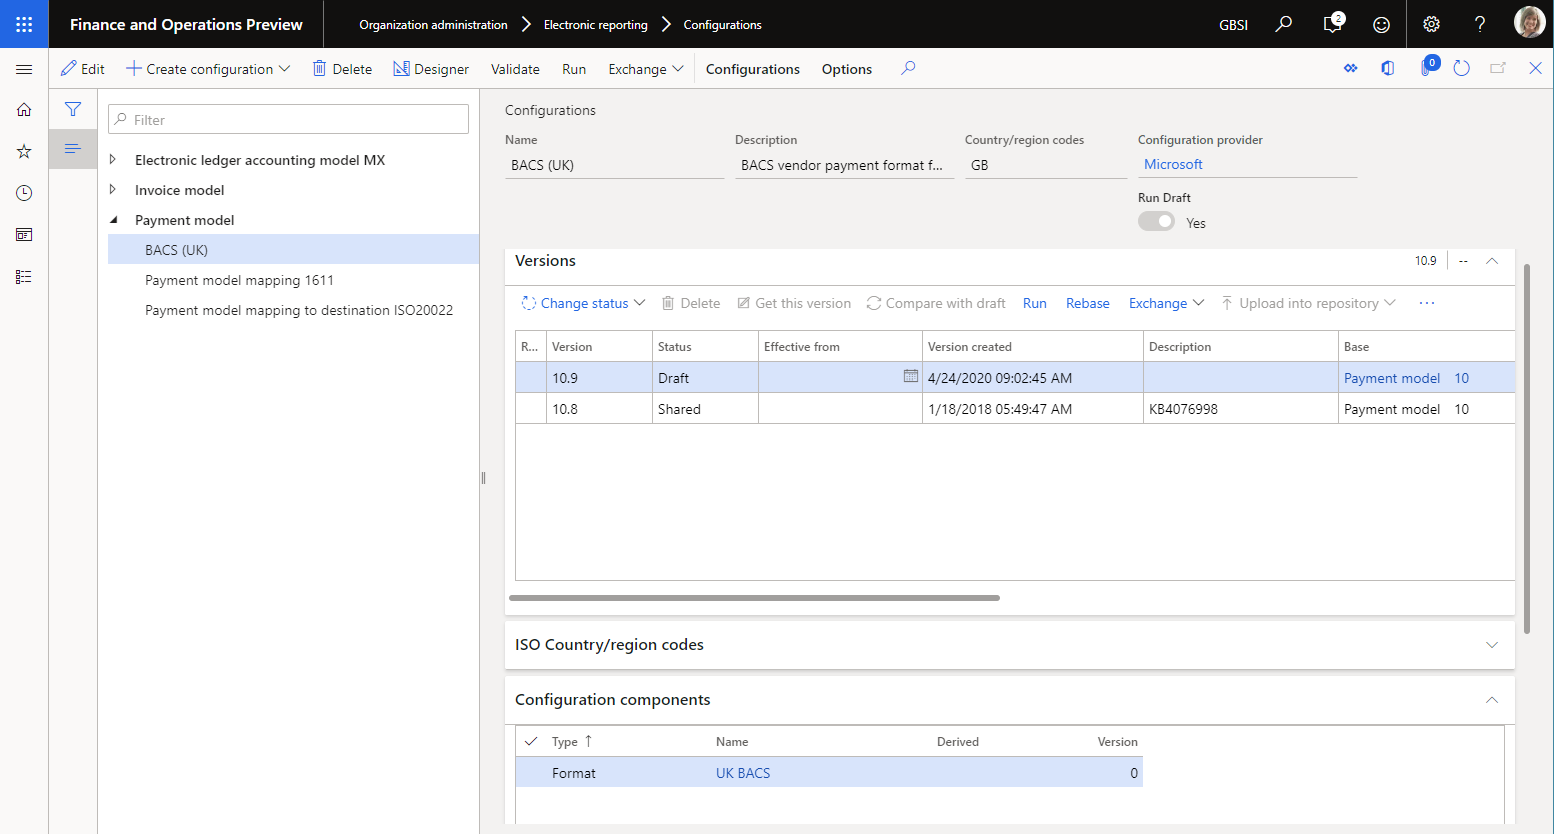 Finance and Operations Preview
Organization administration Electronic reporting Configurations
GBSI 2 ?
Edit Create configuration Delete Designer Validate Run Exchange Configurations Options 0
Filter
Electronic ledger accounting model MX
Invoice model
Payment model
BACS (UK)
Payment model mapping 1611
Payment model mapping to destination ISO20022
Configurations
Name Description Country/region codes Configuration provider
BACS (UK) BACS vendor payment format f... GB Microsoft
Run Draft
Yes
Versions 10.9 --
Change status Delete Get this version Compare with draft Run Rebase Exchange Upload into repository ...
R... Version Status Effective from Version created Description Base
10.9 Draft 4/24/2020 09:02:45 AM Payment model 10
10.8 Shared 1/18/2018 05:49:47 AM KB4076998 Payment model 10
ISO Country/region codes
Configuration components
Type ↑ Name Derived Version
Format UK BACS 0